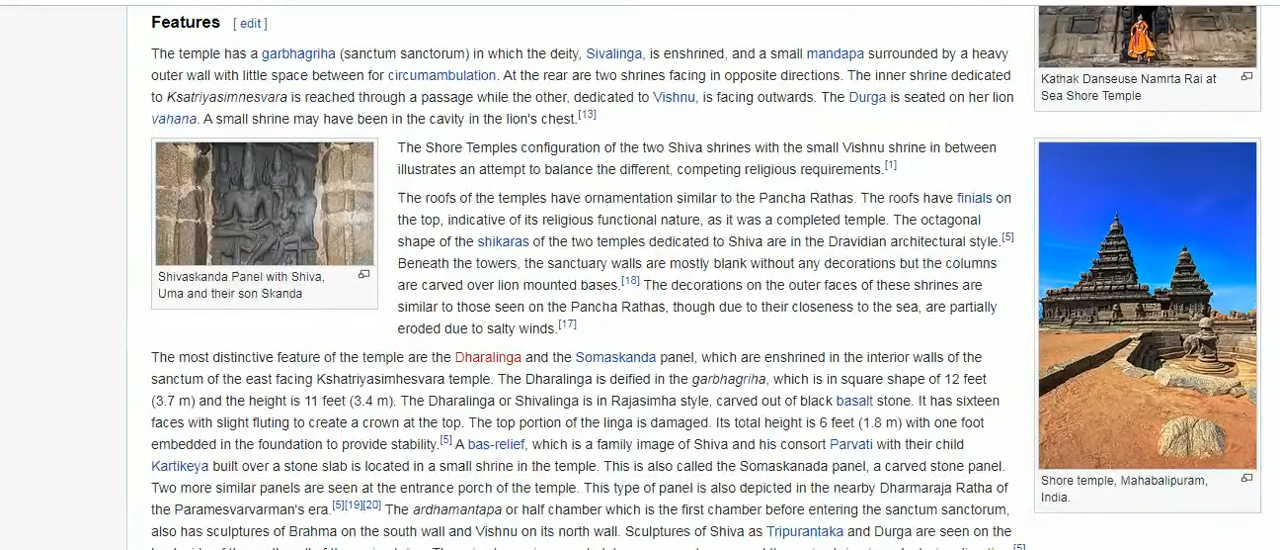 Features [ edit ]
The temple has a garbhagriha (sanctum sanctorum) in which the deity, Sivalinga, is enshrined, and a small mandapa surrounded by a heavy
outer wall with little space between for circumambulation. At the rear are two shrines facing in opposite directions. The inner shrine dedicated
to Ksatriyasimnesvara is reached through a passage while the other, dedicated to Vishnu, is facing outwards. The Durga is seated on her lion
vahana. A small shrine may have been in the cavity in the lion's chest.[13]
Kathak Danseuse Namrta Rai at
Sea Shore Temple
Shivaskanda Panel with Shiva,
Uma and their son Skanda
The Shore Temples configuration of the two Shiva shrines with the small Vishnu shrine in between
illustrates an attempt to balance the different, competing religious requirements.[1]
The roofs of the temples have ornamentation similar to the Pancha Rathas. The roofs have finials on
the top, indicative of its religious functional nature, as it was a completed temple. The octagonal
shape of the shikaras of the two temples dedicated to Shiva are in the Dravidian architectural style.[5]
Beneath the towers, the sanctuary walls are mostly blank without any decorations but the columns
are carved over lion mounted bases.[18] The decorations on the outer faces of these shrines are
similar to those seen on the Pancha Rathas, though due to their closeness to the sea, are partially
eroded due to salty winds.[17]
The most distinctive feature of the temple are the Dharalinga and the Somaskanda panel, which are enshrined in the interior walls of the
sanctum of the east facing Kshatriyasimhesvara temple. The Dharalinga is deified in the garbhagriha, which is in square shape of 12 feet
(3.7 m) and the height is 11 feet (3.4 m). The Dharalinga or Shivalinga is in Rajasimha style, carved out of black basalt stone. It has sixteen
faces with slight fluting to create a crown at the top. The top portion of the linga is damaged. Its total height is 6 feet (1.8 m) with one foot
embedded in the foundation to provide stability.[5] A bas-relief, which is a family image of Shiva and his consort Parvati with their child
Kartikeya built over a stone slab is located in a small shrine in the temple. This is also called the Somaskanada panel, a carved stone panel.
Two more similar panels are seen at the entrance porch of the temple. This type of panel is also depicted in the nearby Dharmaraja Ratha of
the Paramesvarvarman's era.[5][19][20] The ardhamantapa or half chamber which is the first chamber before entering the sanctum sanctorum,
also has sculptures of Brahma on the south wall and Vishnu on its north wall. Sculptures of Shiva as Tripurantaka and Durga are seen on the
Shore temple, Mahabalipuram,
India.